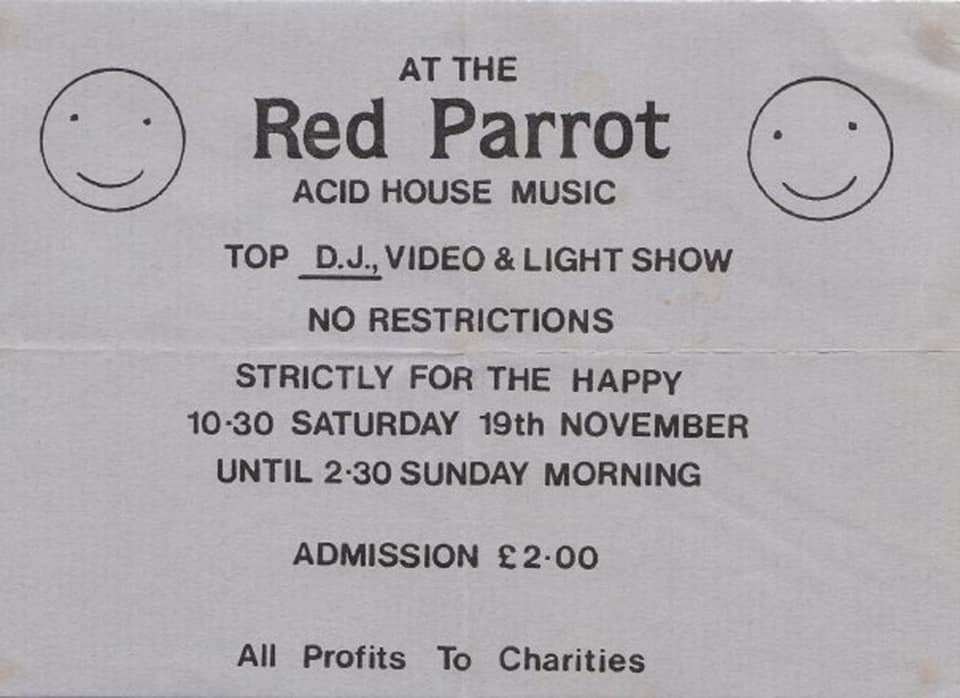 AT THE
Red Parrot
ACID HOUSE MUSIC
TOP D.J., VIDEO & LIGHT SHOW
NO RESTRICTIONS
STRICTLY FOR THE HAPPY
10·30 SATURDAY 19th NOVEMBER
UNTIL 2·30 SUNDAY MORNING
ADMISSION £2·00
All Profits To Charities